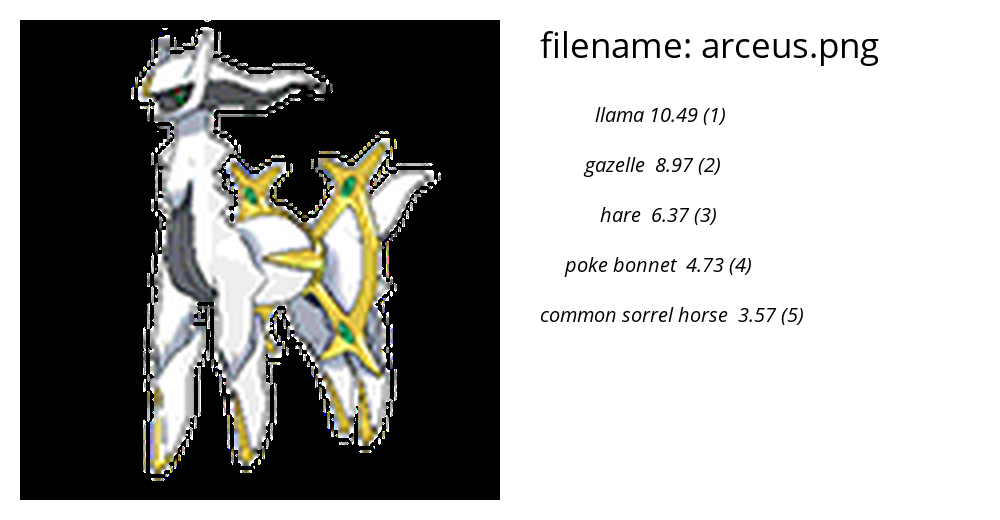 filename: arceus.png
llama 10.49 (1)
gazelle 8.97 (2)
hare 6.37 (3)
poke bonnet 4.73 (4)
common sorrel horse 3.57 (5)